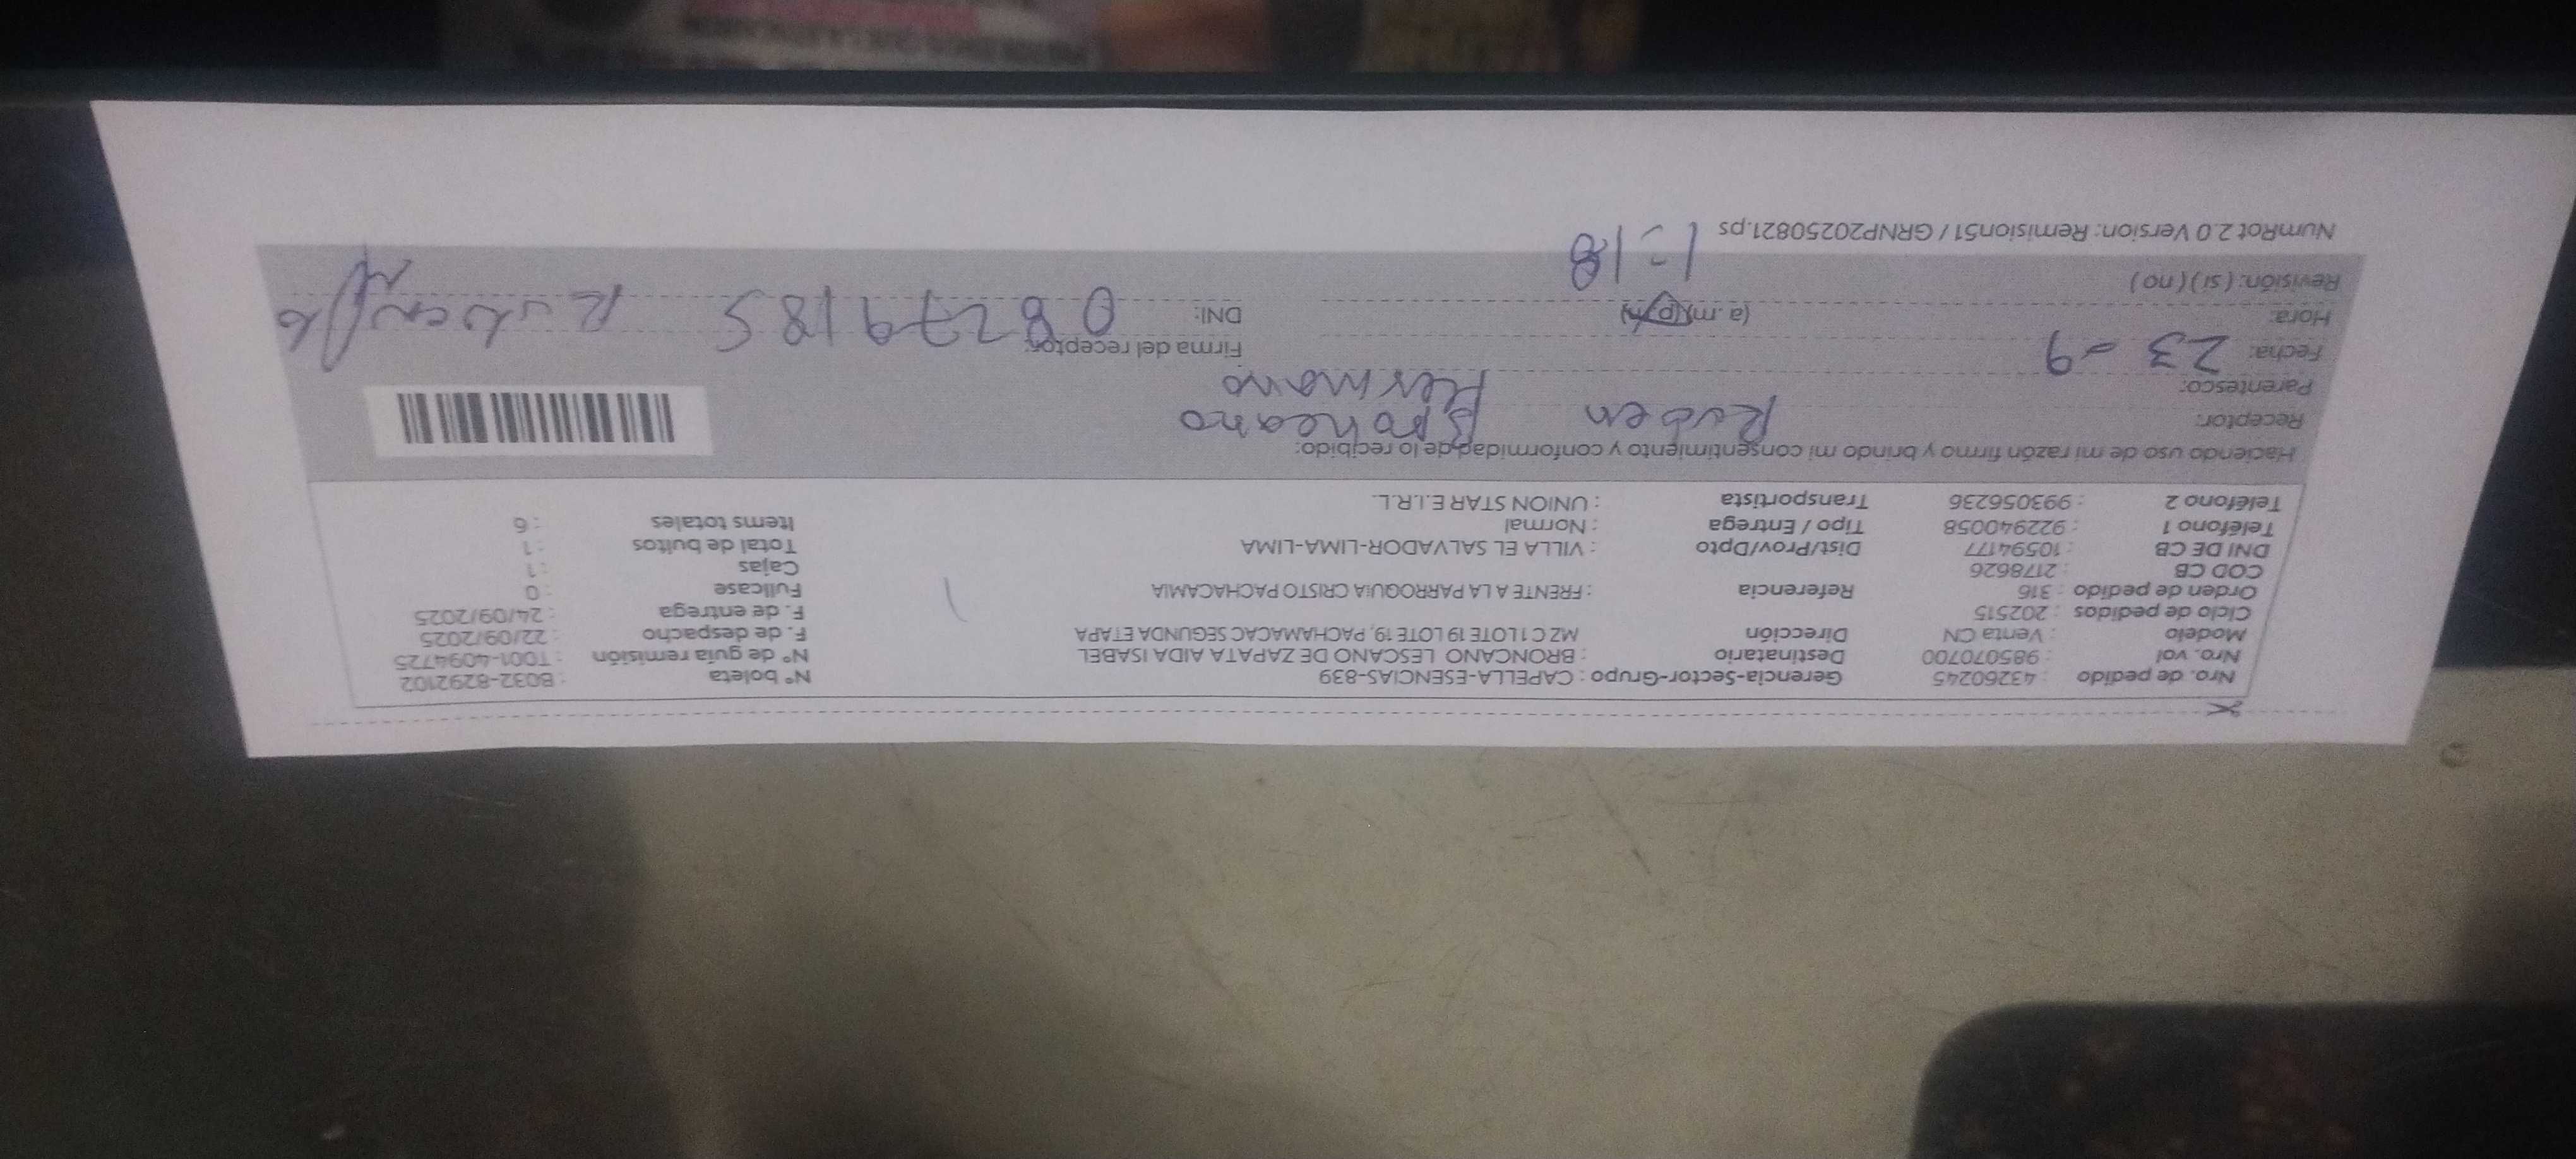 Nro. de pedido : 43260245 Gerencia-Sector-Grupo : CAPELLA-ESENCIAS-839 N° boleta : B032-8292102
Nro. val : 985070700 Destinatario : BRONCANO LESCANO DE ZAPATA AIDA ISABEL N° de guía remisión : T001-4094725
Modelo : Venta CN Dirección MZ C 1 LOTE 19 LOTE 19, PACHAMACAC SEGUNDA ETAPA F. de despacho : 22/09/2025
Ciclo de pedidos : 202515 F. de entrega : 24/09/2025
Orden de pedido : 316 Referencia : FRENTE A LA PARROQUIA CRISTO PACHACAMIA Fullcase : 0
COD CB : 2178626 Cajas : 1
DNI DE CB : 10594177 Dist/Prov/Dpto : VILLA EL SALVADOR-LIMA-LIMA Total de bultos : 1
Teléfono 1 : 922940058 Tipo / Entrega : Normal Items totales : 6
Teléfono 2 : 993056236 Transportista : UNION STAR E.I.R.L.
Haciendo uso de mi razón firmo y brindo mi consentimiento y conformidad de lo recibido:
Receptor: Ruben Broncano
Parentesco: Hermano
Fecha: 23-9 Firma del receptor:
Hora: 1:18 (a.m) (p.m) DNI: 08279185 Ruben
Revisión: ( si ) ( no )
NumRot 2.0 Version: Remision51 / GRNP20250821.ps